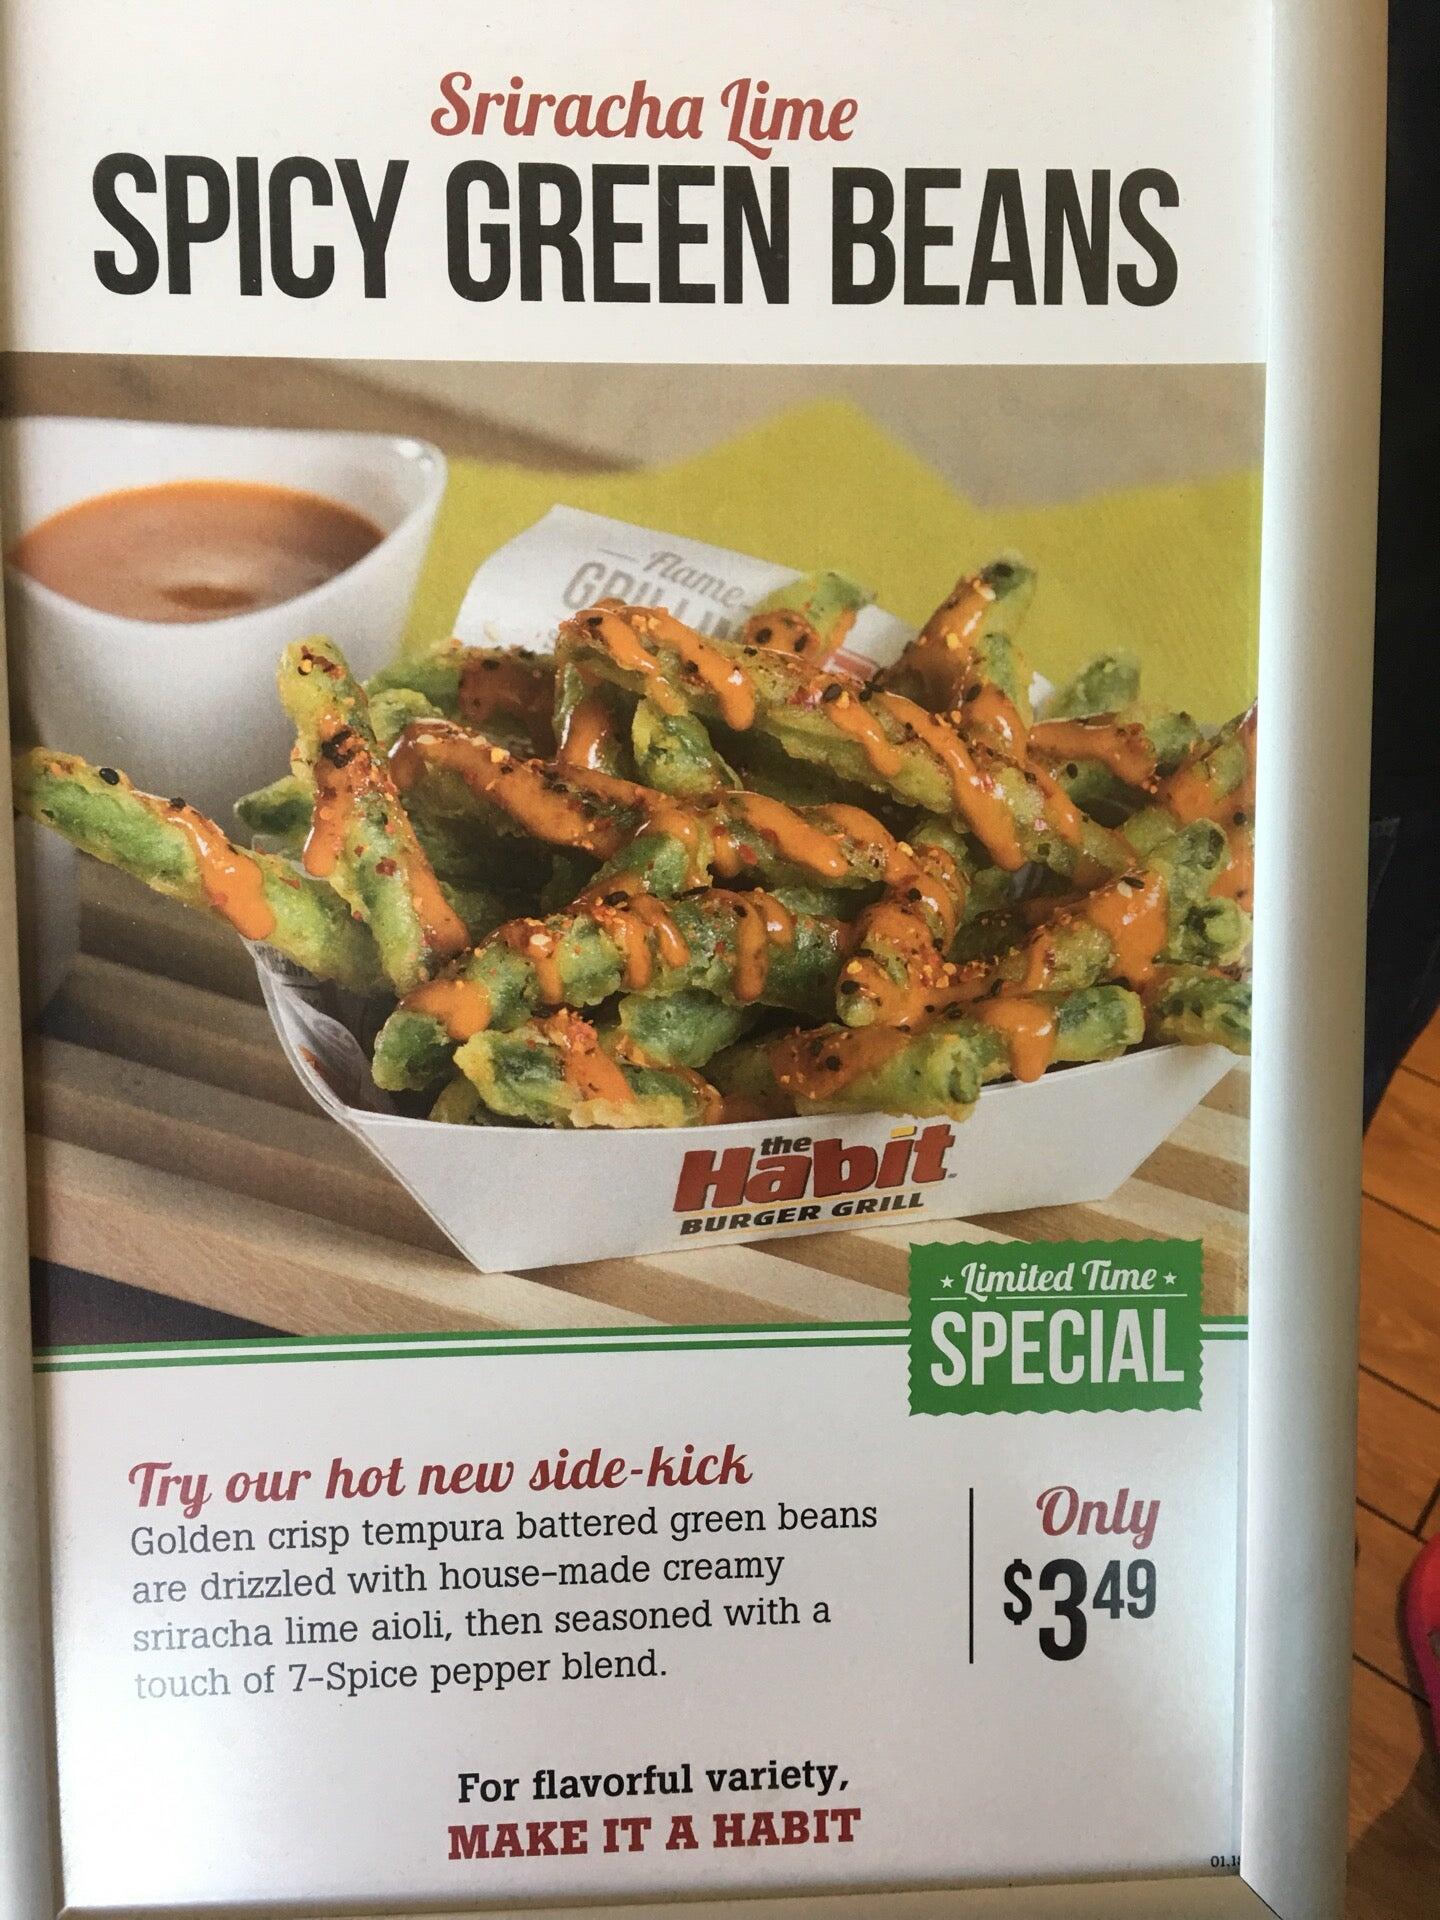 Sriracha Lime
SPICY GREEN BEANS
Flame-
the
Habit
BURGER GRILL
★ Limited Time ★
SPECIAL
Try our hot new side-kick
Golden crisp tempura battered green beans
are drizzled with house-made creamy
sriracha lime aioli, then seasoned with a
touch of 7-Spice pepper blend.
Only
$3 49
For flavorful variety,
MAKE IT A HABIT